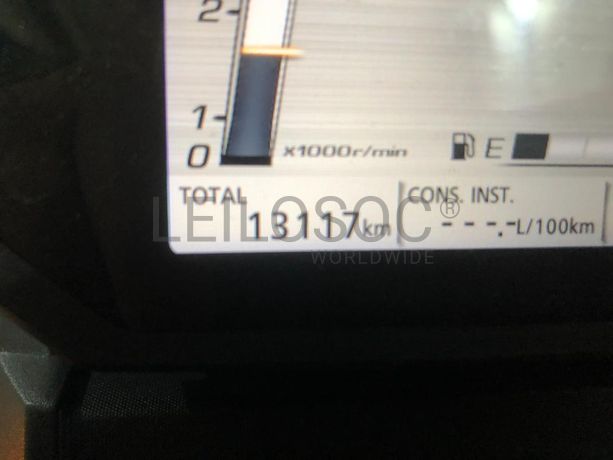 2
1
0 x1000r/min
E
TOTAL
13117km
CONS. INST.
- - -.-L/100km
LEILOSOC®
WORLDWIDE